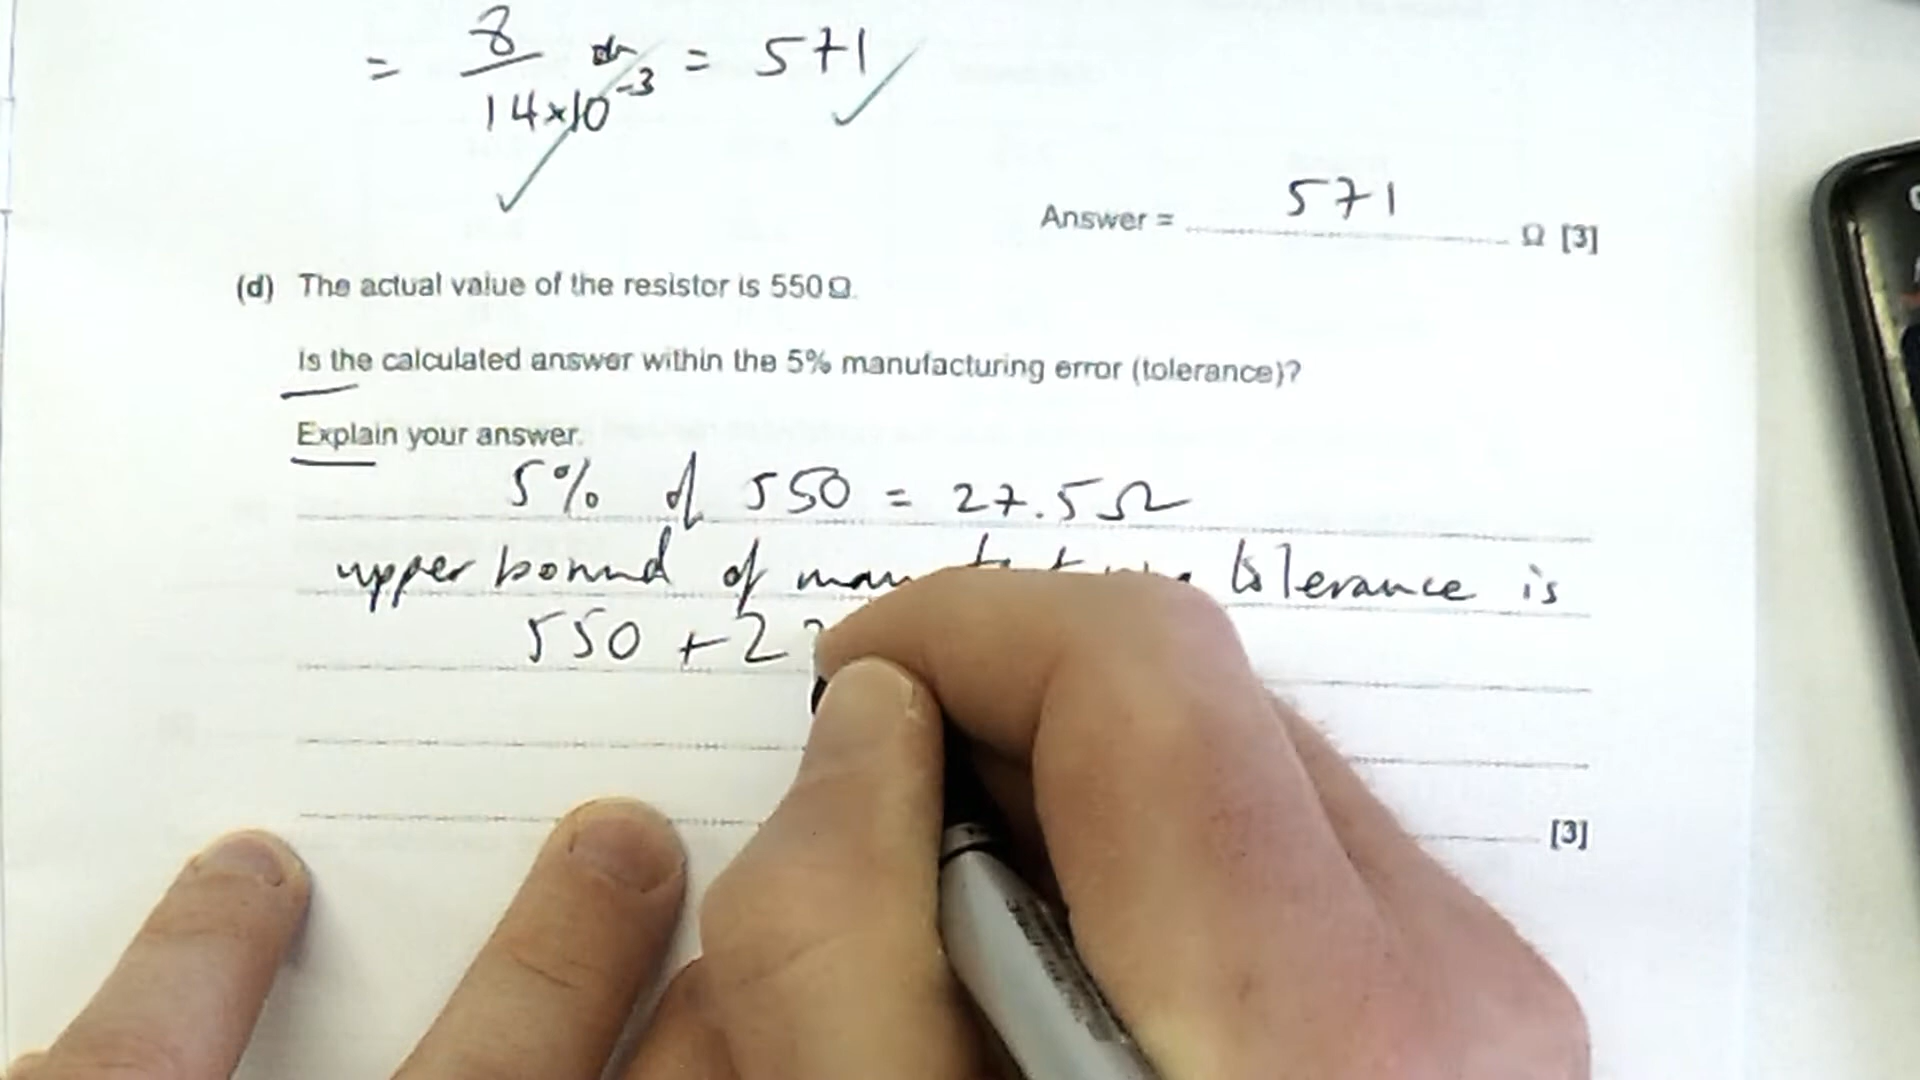 = 8 / 14×10⁻³ = 571
Answer = 571 Ω [3]
(d) The actual value of the resistor is 550Ω.
Is the calculated answer within the 5% manufacturing error (tolerance)?
Explain your answer.
5% of 550 = 27.5Ω
upper bound of tolerance is
550 + 2
[3]